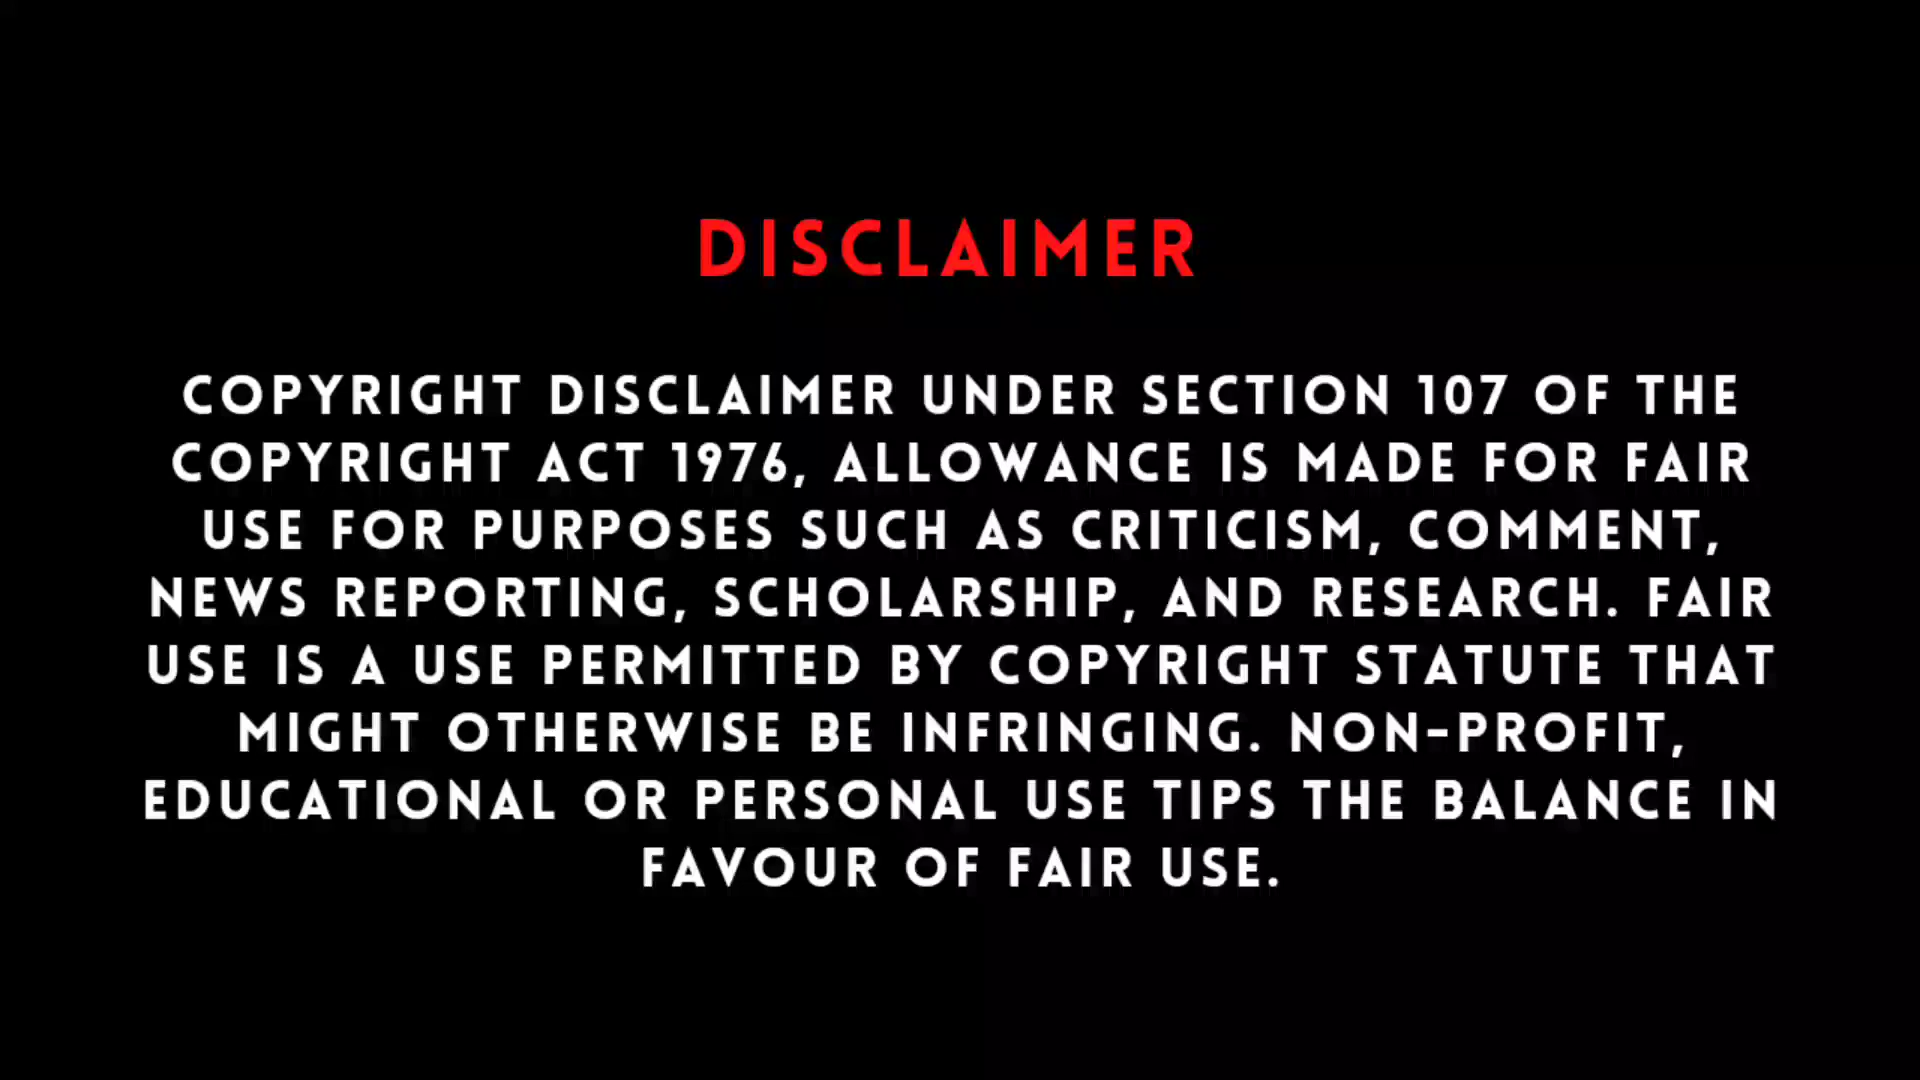 DISCLAIMER
COPYRIGHT DISCLAIMER UNDER SECTION 107 OF THE
COPYRIGHT ACT 1976, ALLOWANCE IS MADE FOR FAIR
USE FOR PURPOSES SUCH AS CRITICISM, COMMENT,
NEWS REPORTING, SCHOLARSHIP, AND RESEARCH. FAIR
USE IS A USE PERMITTED BY COPYRIGHT STATUTE THAT
MIGHT OTHERWISE BE INFRINGING. NON-PROFIT,
EDUCATIONAL OR PERSONAL USE TIPS THE BALANCE IN
FAVOUR OF FAIR USE.